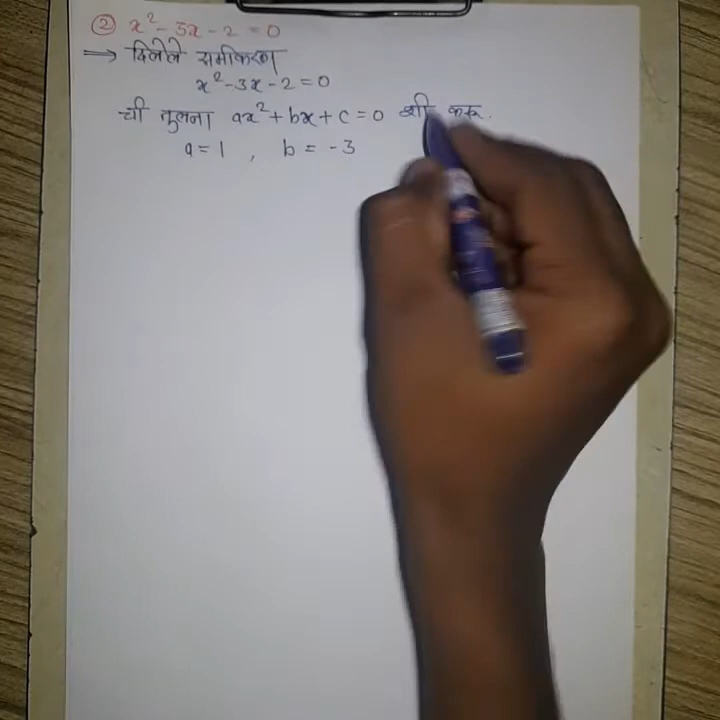 ② x² - 3x - 2 = 0
⇒ दिलेले समीकरण
x² - 3x - 2 = 0
ची तुलना ax² + bx + c = 0 शी करू.
a = 1 , b = -3